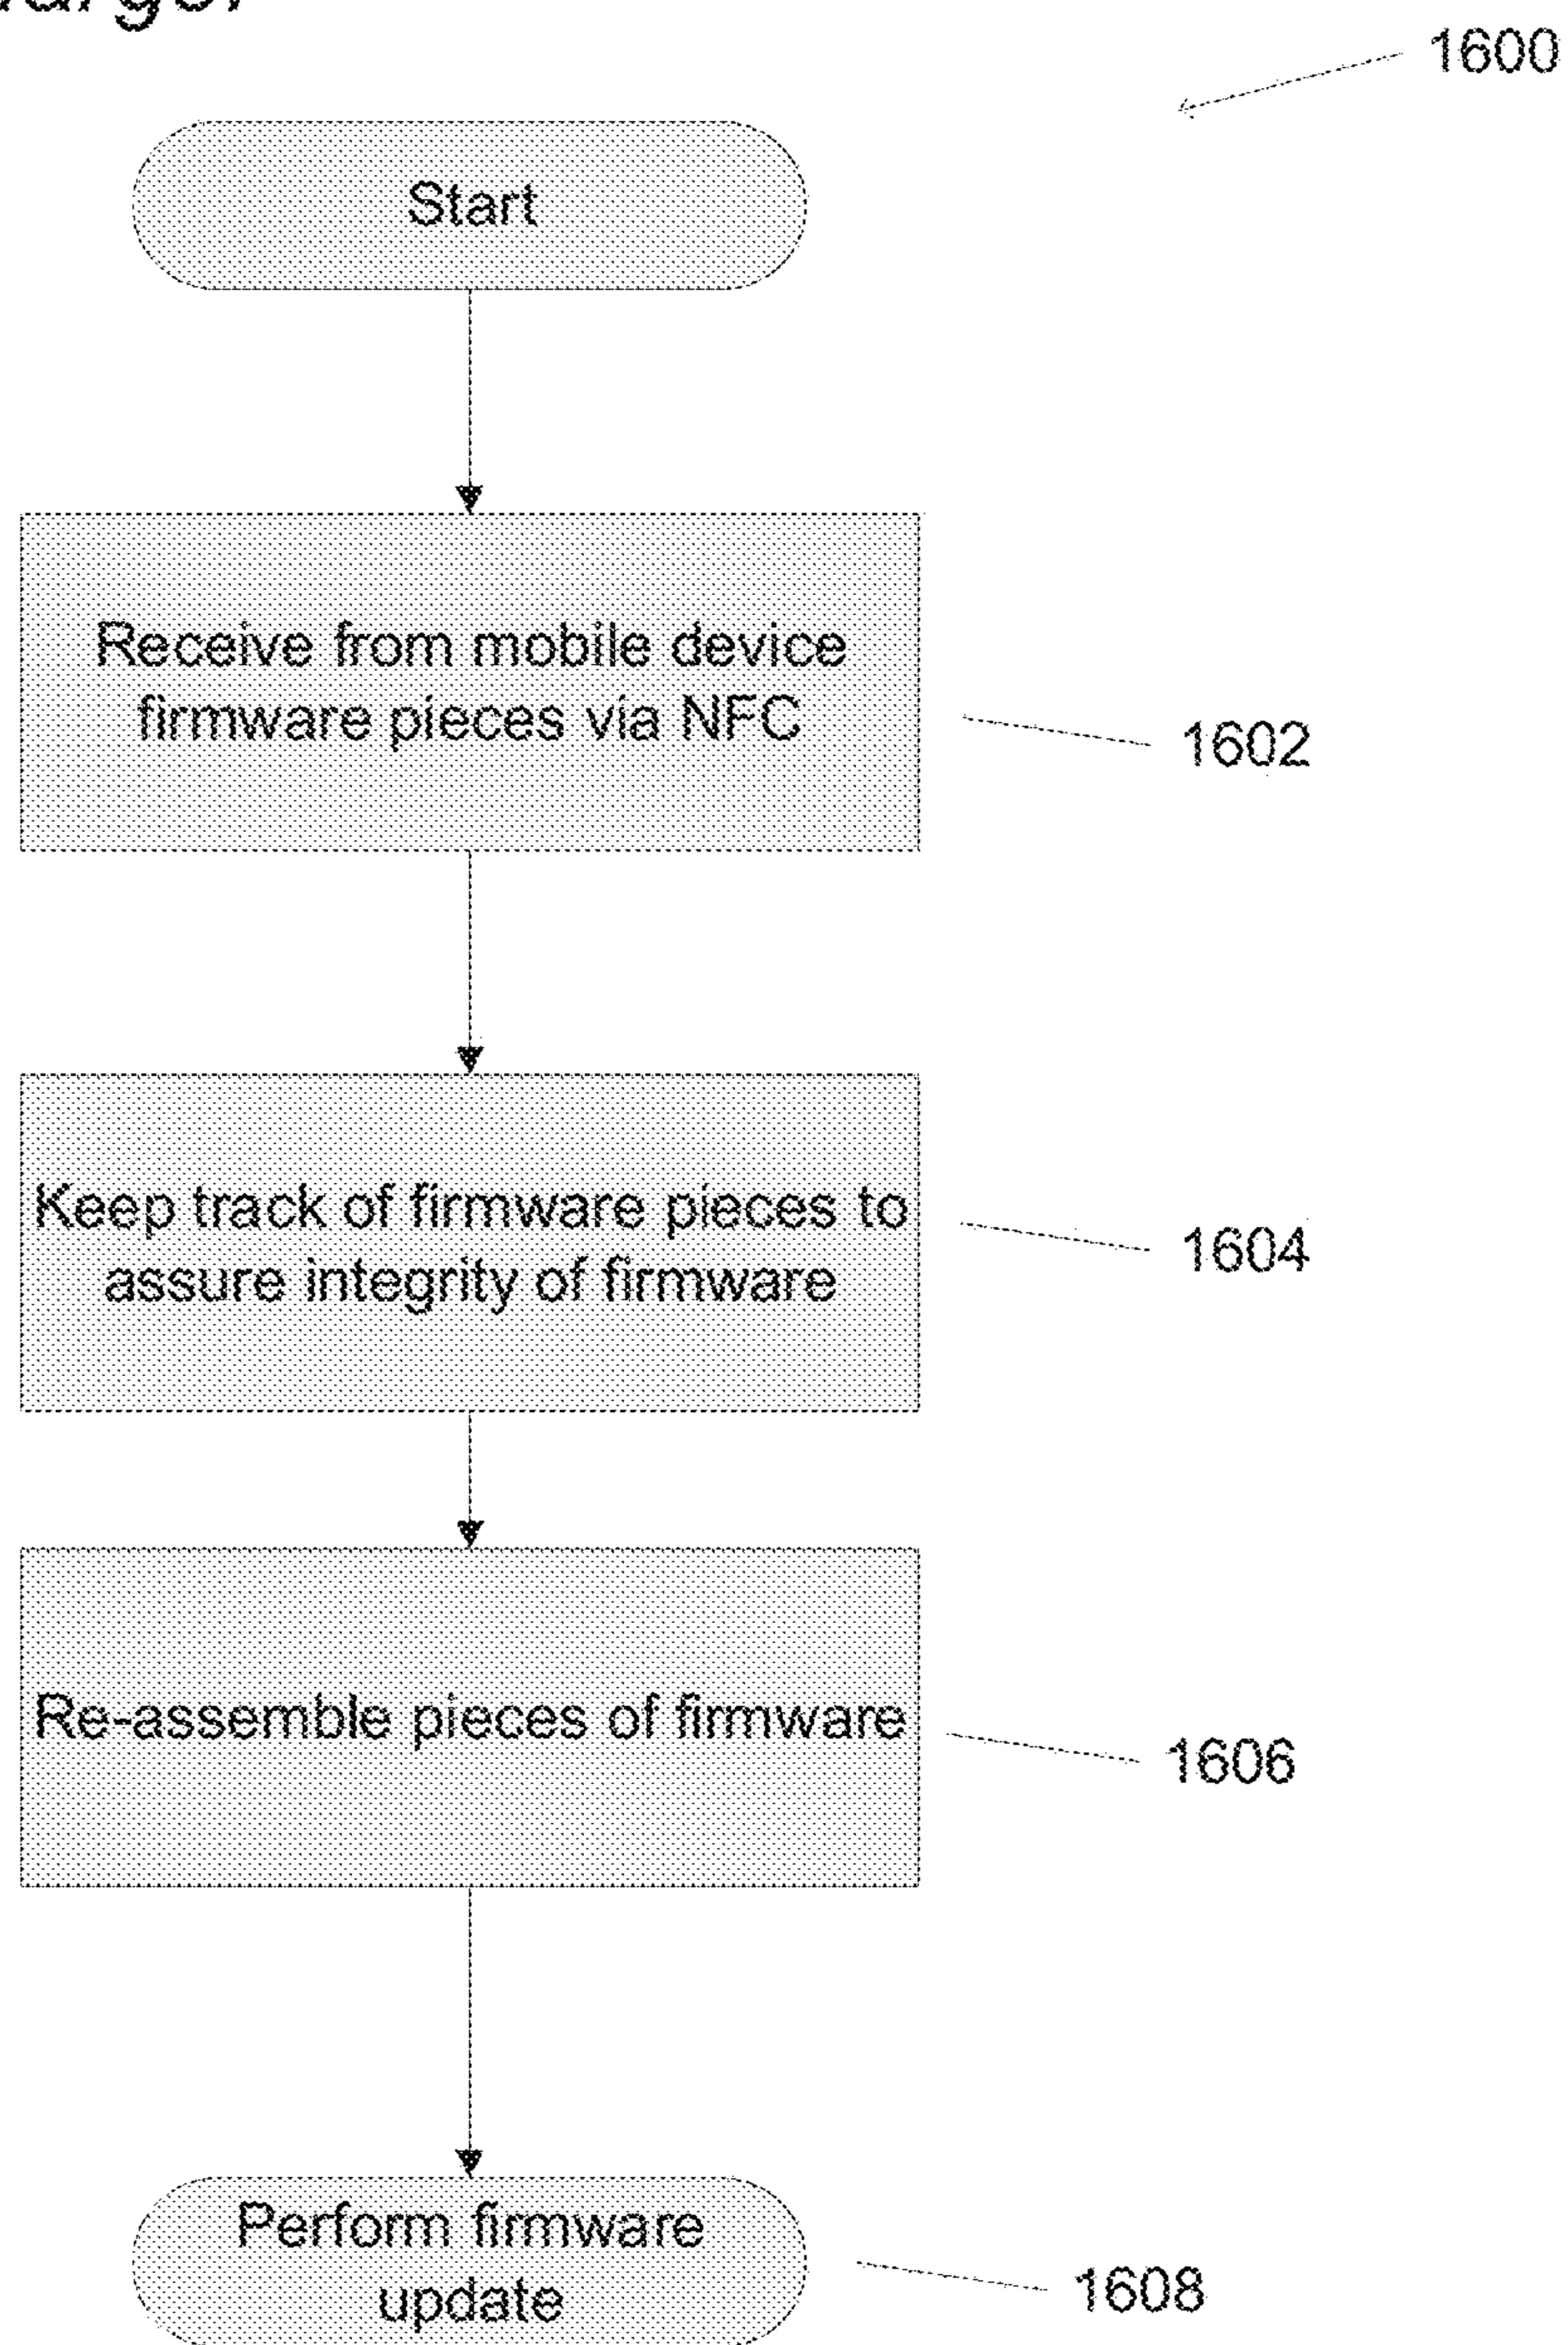 1600
Start
Receive from mobile device
firmware pieces via NFC
1602
Keep track of firmware pieces to
assure integrity of firmware
1604
Re-assemble pieces of firmware
1606
Perform firmware
update
1608